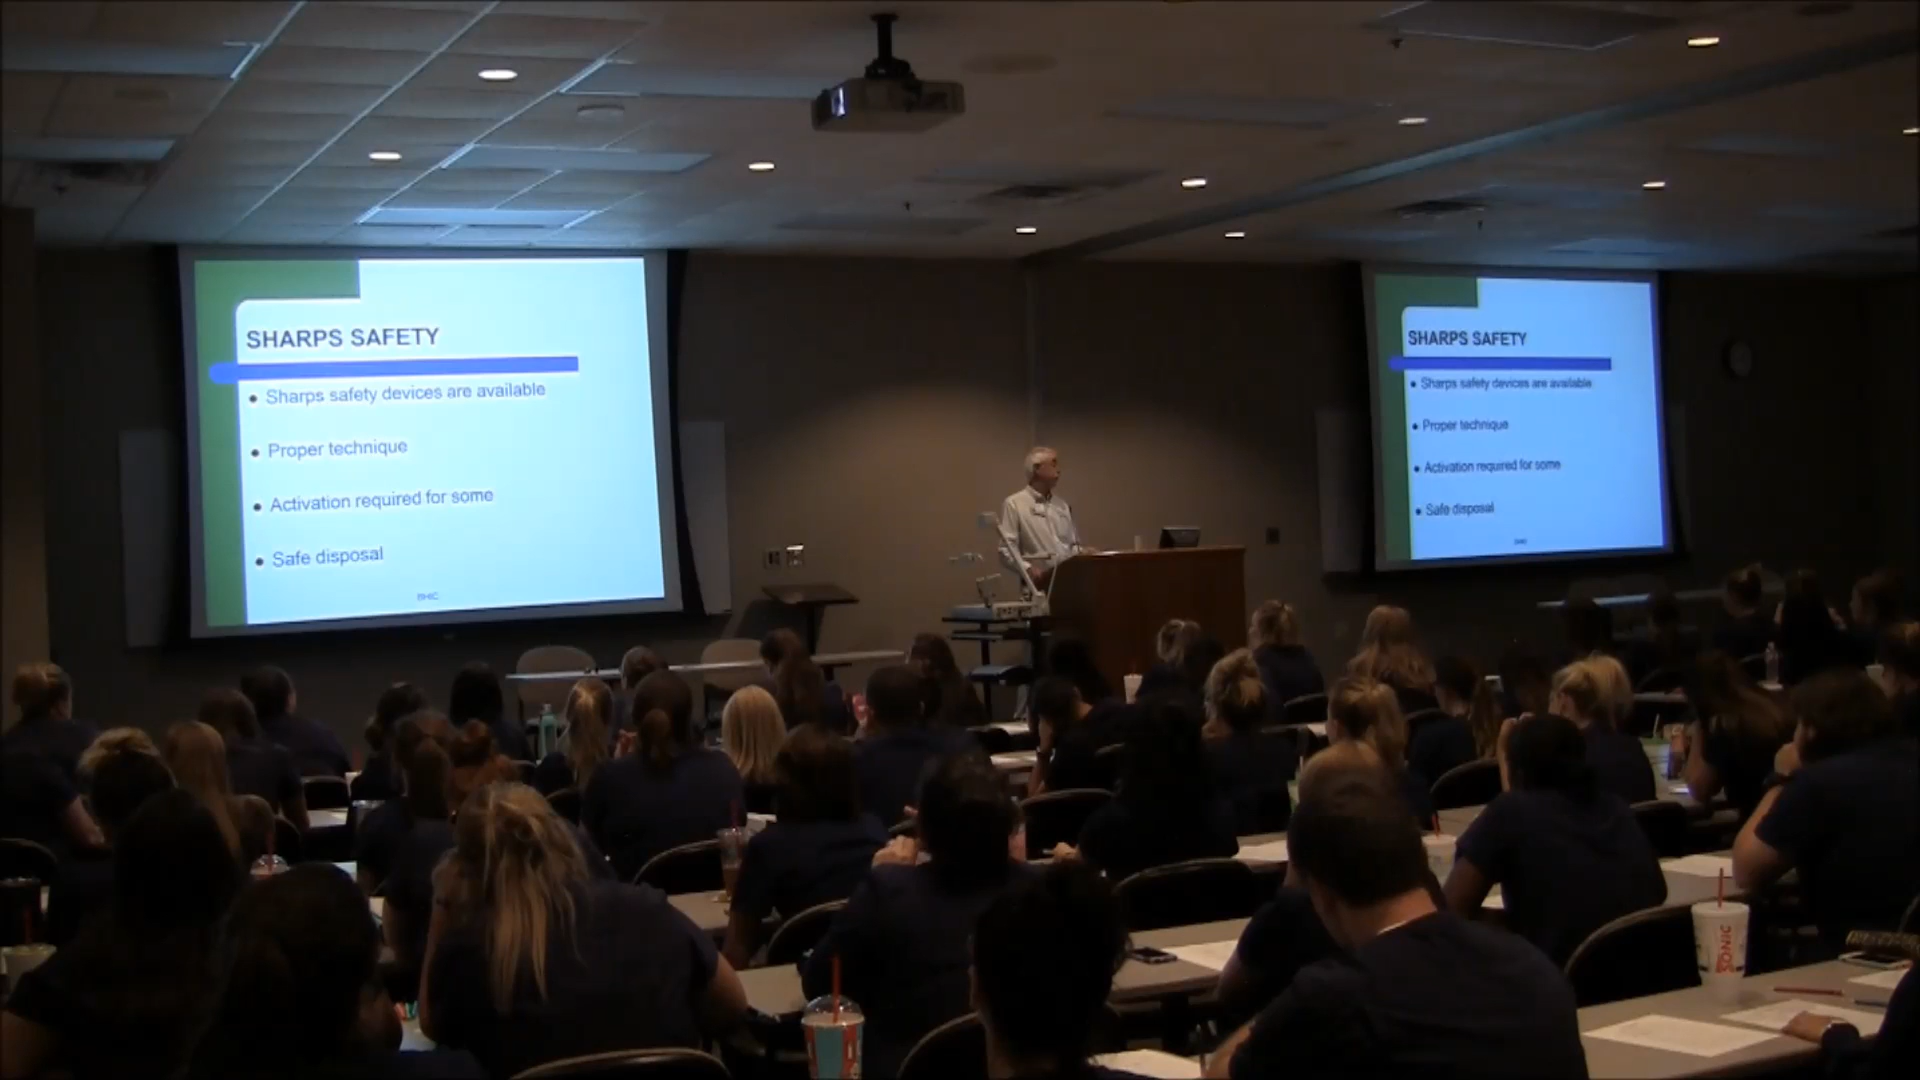 SHARPS SAFETY
Sharps safety devices are available
Proper technique
Activation required for some
Safe disposal
SHARPS SAFETY
Sharps safety devices are available
Proper technique
Activation required for some
Safe disposal
SONIC